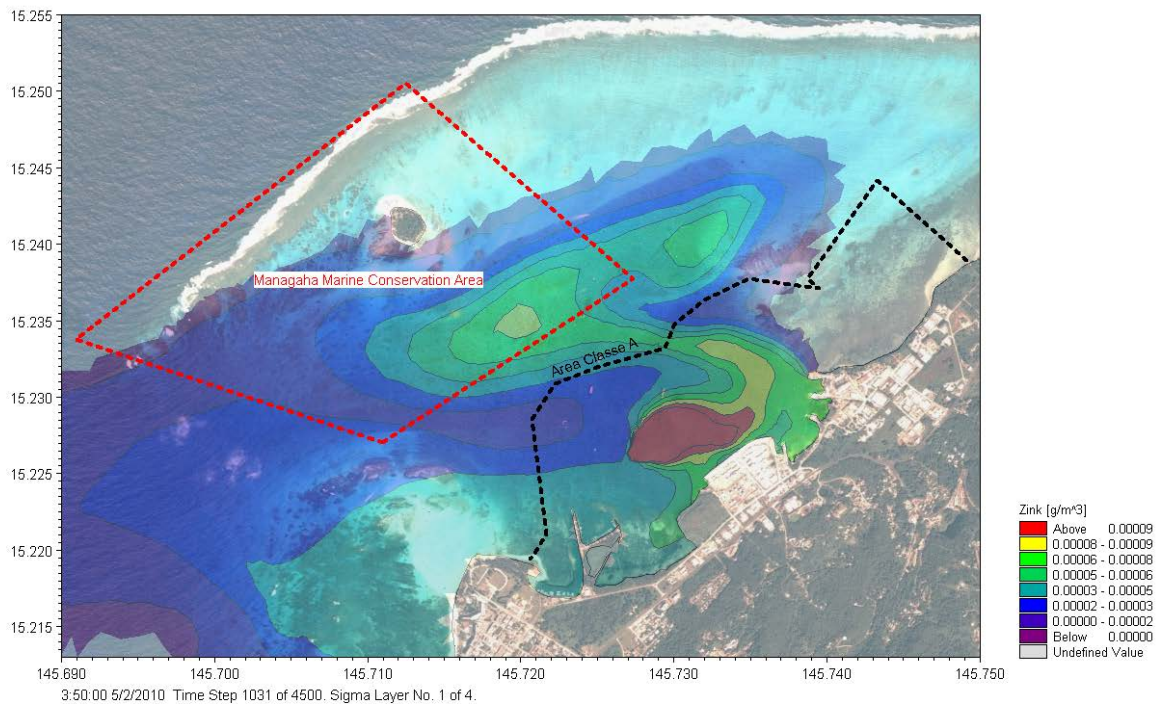 15.255
15.250
15.245
15.240
15.235
15.230
15.225
15.220
15.215
Managaha Marine Conservation Area
Area Classe A
145.690 145.700 145.710 145.720 145.730 145.740 145.750
3:50:00 5/2/2010 Time Step 1031 of 4500. Sigma Layer No. 1 of 4.
Zink [g/m^3]
Above 0.00009
0.00008 - 0.00009
0.00006 - 0.00008
0.00005 - 0.00006
0.00003 - 0.00005
0.00002 - 0.00003
0.00000 - 0.00002
Below 0.00000
Undefined Value